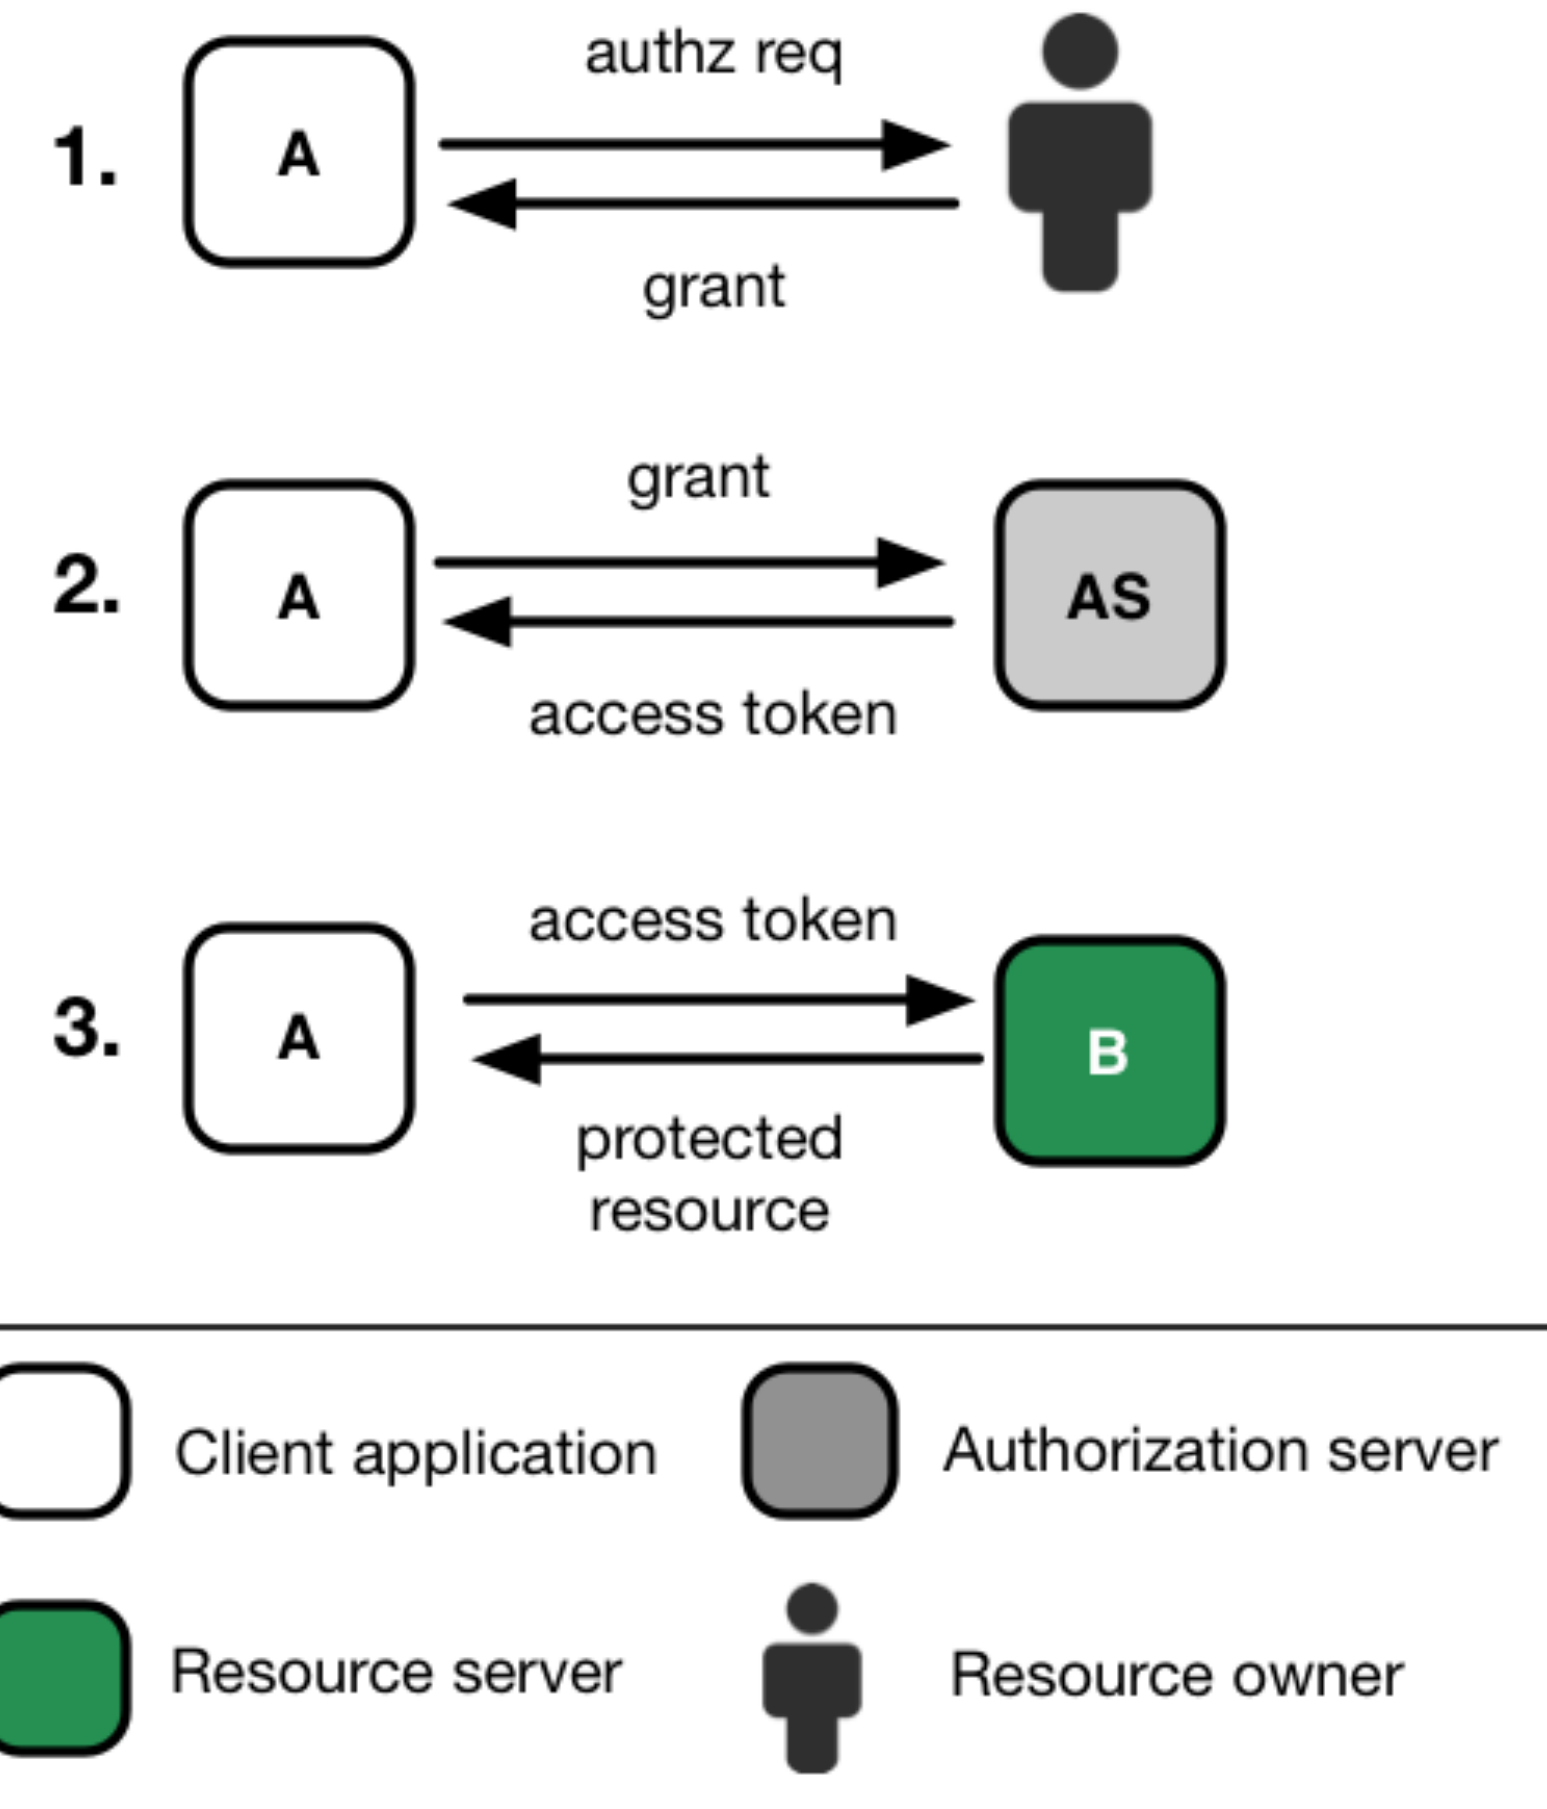 authz req
1.
A
grant
grant
2.
A
AS
access token
access token
3.
A
B
protected
resource
Client application
Authorization server
Resource server
Resource owner